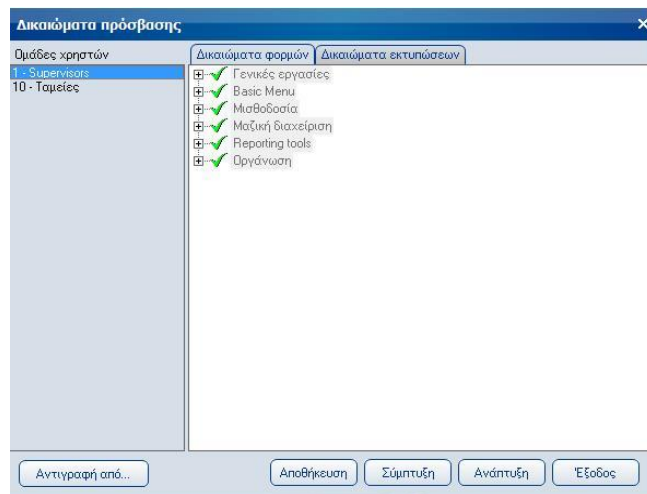 Δικαιώματα πρόσβασης
Ομάδες χρηστών
Δικαιώματα φορμών Δικαιώματα εκτυπώσεων
1 - Supervisors
10 - Ταμείες
Γενικές εργασίες
Basic Menu
Μισθοδοσία
Μαζική διαχείριση
Reporting tools
Οργάνωση
Αντιγραφή από... Αποθήκευση Σύμπτυξη Ανάπτυξη Έξοδος